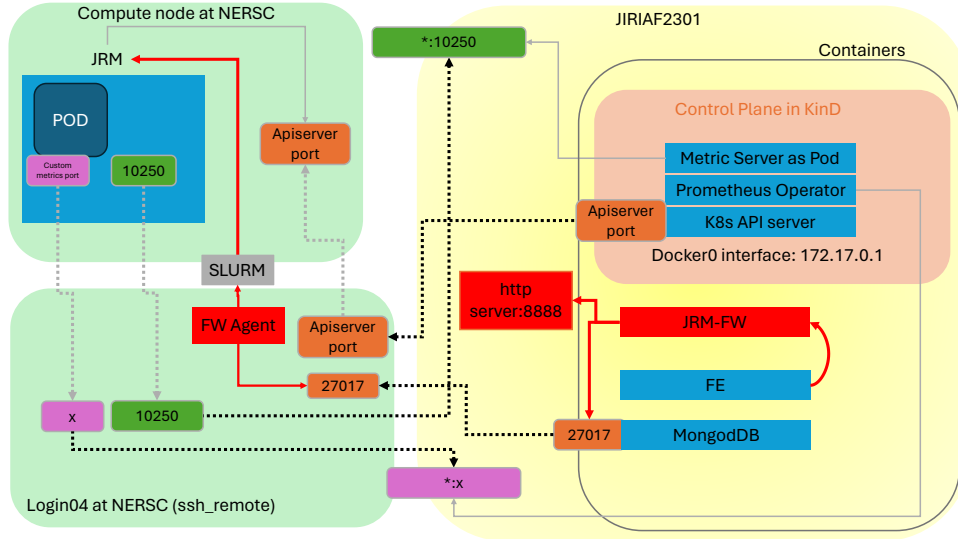 Compute node at NERSC
JRM
POD
Custom
metrics port
10250
Apiserver
port
SLURM
FW Agent
Apiserver
port
27017
x
10250
Login04 at NERSC (ssh_remote)
JIRIAF2301
*:10250
Containers
Control Plane in KinD
Metric Server as Pod
Prometheus Operator
Apiserver
port
K8s API server
Docker0 interface: 172.17.0.1
http
server:8888
JRM-FW
FE
27017
MongodDB
*:x